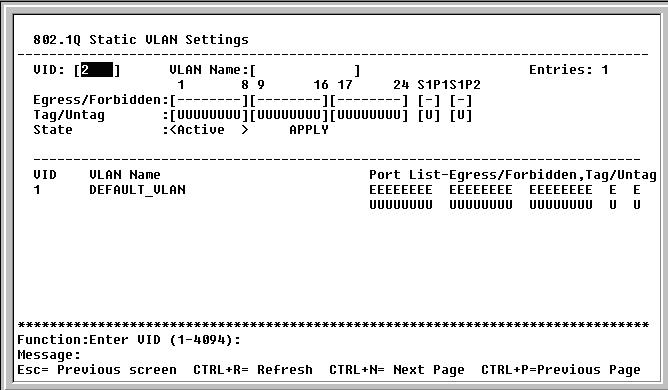 802.1Q Static VLAN Settings
--------------------------------------------------------------------------------
VID: [2   ]      VLAN Name:[            ]                     Entries: 1
                  1       8 9      16 17     24 S1P1S1P2
Egress/Forbidden:[--------][--------][--------] [-] [-]
Tag/Untag       :[UUUUUUUU][UUUUUUUU][UUUUUUUU] [U] [U]
State           :<Active  >     APPLY
--------------------------------------------------------------------------------
VID    VLAN Name                          Port List-Egress/Forbidden,Tag/Untag
1      DEFAULT_VLAN                       EEEEEEEE  EEEEEEEE  EEEEEEEE  E  E
                                          UUUUUUUU  UUUUUUUU  UUUUUUUU  U  U
*******************************************************************************
Function:Enter VID (1-4094):
Message:
Esc= Previous screen  CTRL+R= Refresh  CTRL+N= Next Page  CTRL+P=Previous Page